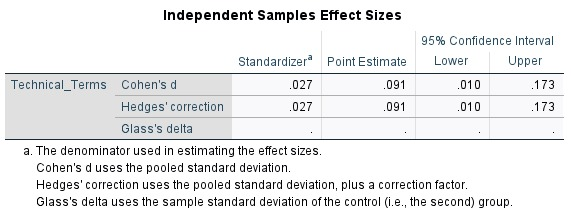 Independent Samples Effect Sizes
95% Confidence Interval
Standardizera Point Estimate Lower Upper
Technical_Terms Cohen's d .027 .091 .010 .173
Hedges' correction .027 .091 .010 .173
Glass's delta . . . .
a. The denominator used in estimating the effect sizes.
Cohen's d uses the pooled standard deviation.
Hedges' correction uses the pooled standard deviation, plus a correction factor.
Glass's delta uses the sample standard deviation of the control (i.e., the second) group.